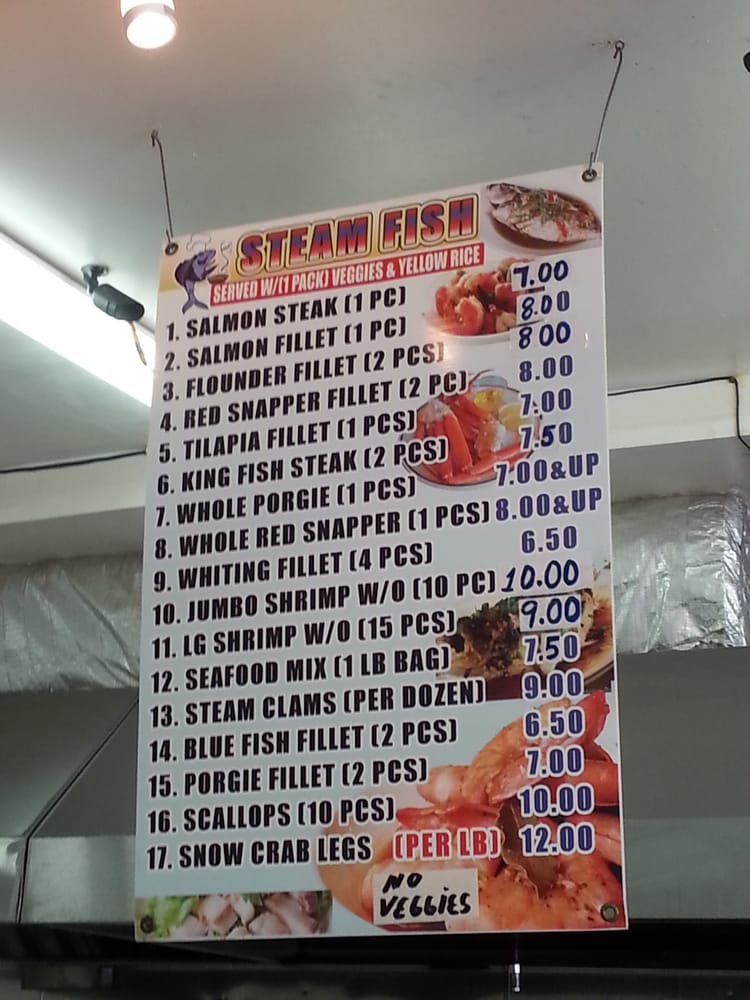 STEAM FISH
SERVED W/(1 PACK) VEGGIES & YELLOW RICE
1. SALMON STEAK (1 PC) 7.00
2. SALMON FILLET (1 PC) 8.00
3. FLOUNDER FILLET (2 PCS) 8 00
4. RED SNAPPER FILLET (2 PC) 8.00
5. TILAPIA FILLET (1 PCS) 7.00
6. KING FISH STEAK (2 PCS) 7.50
7. WHOLE PORGIE (1 PCS) 7.00&UP
8. WHOLE RED SNAPPER (1 PCS) 8.00&UP
9. WHITING FILLET (4 PCS) 6.50
10. JUMBO SHRIMP W/O (10 PC) 10.00
11. LG SHRIMP W/O (15 PCS) 9.00
12. SEAFOOD MIX (1 LB BAG) 7.50
13. STEAM CLAMS (PER DOZEN) 9.00
14. BLUE FISH FILLET (2 PCS) 6.50
15. PORGIE FILLET (2 PCS) 7.00
16. SCALLOPS (10 PCS) 10.00
17. SNOW CRAB LEGS (PER LB) 12.00
NO
VEGGIES